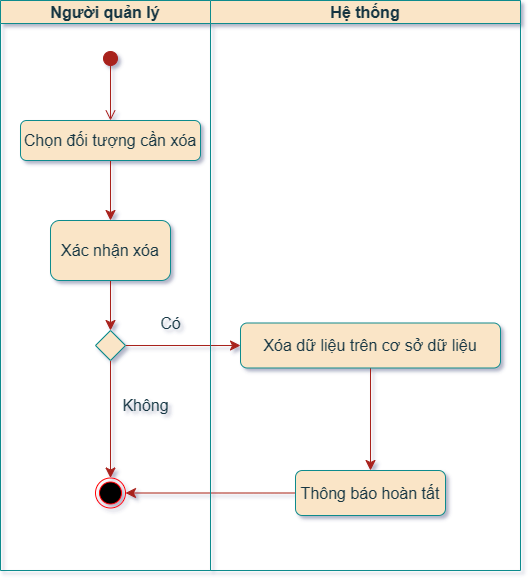 Người quản lý
Hệ thống
Chọn đối tượng cần xóa
Xác nhận xóa
Có
Xóa dữ liệu trên cơ sở dữ liệu
Không
Thông báo hoàn tất